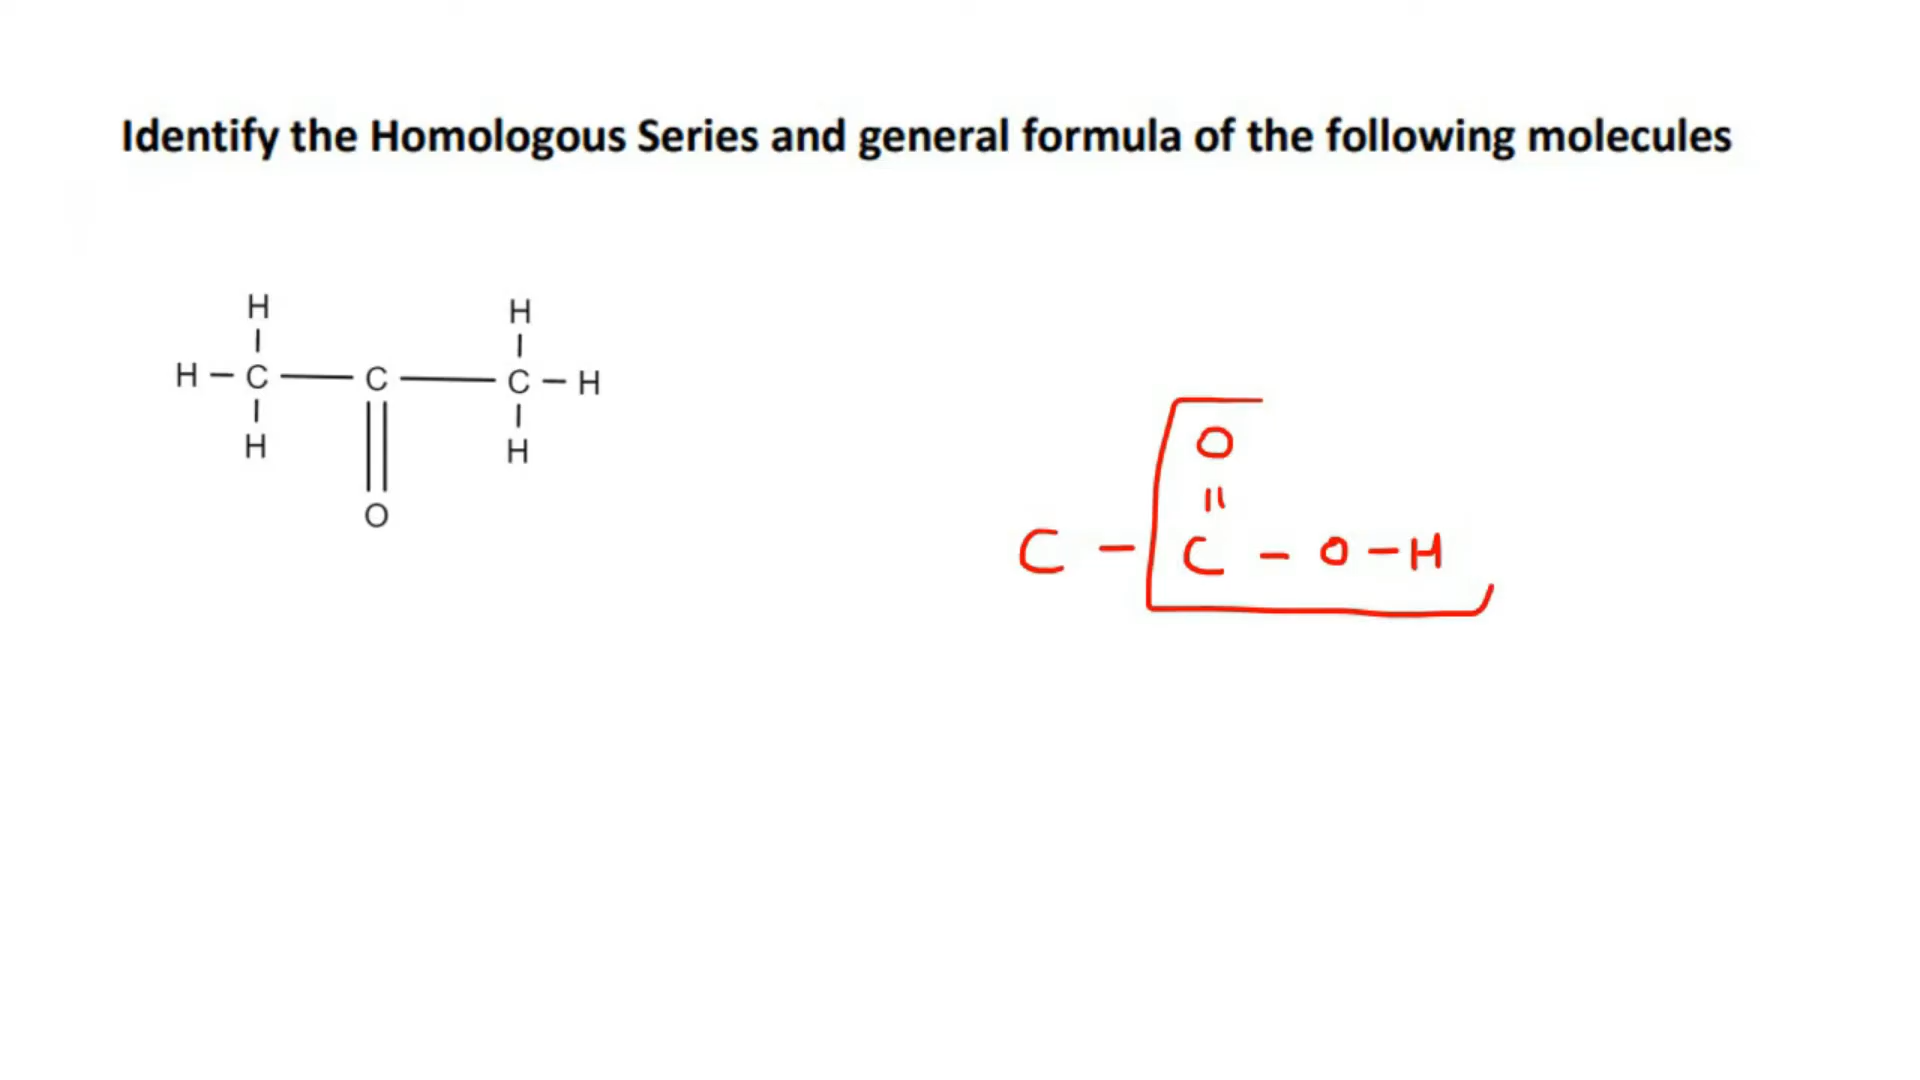 Identify the Homologous Series and general formula of the following molecules
H H
H - C — C — C - H
H H
O
O
=
C - C - O - H